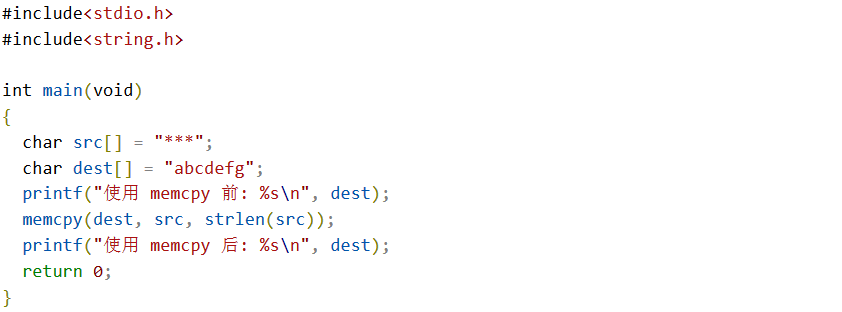 #include<stdio.h>
#include<string.h>
int main(void)
{
char src[] = "***";
char dest[] = "abcdefg";
printf("使用 memcpy 前: %s\n", dest);
memcpy(dest, src, strlen(src));
printf("使用 memcpy 后: %s\n", dest);
return 0;
}